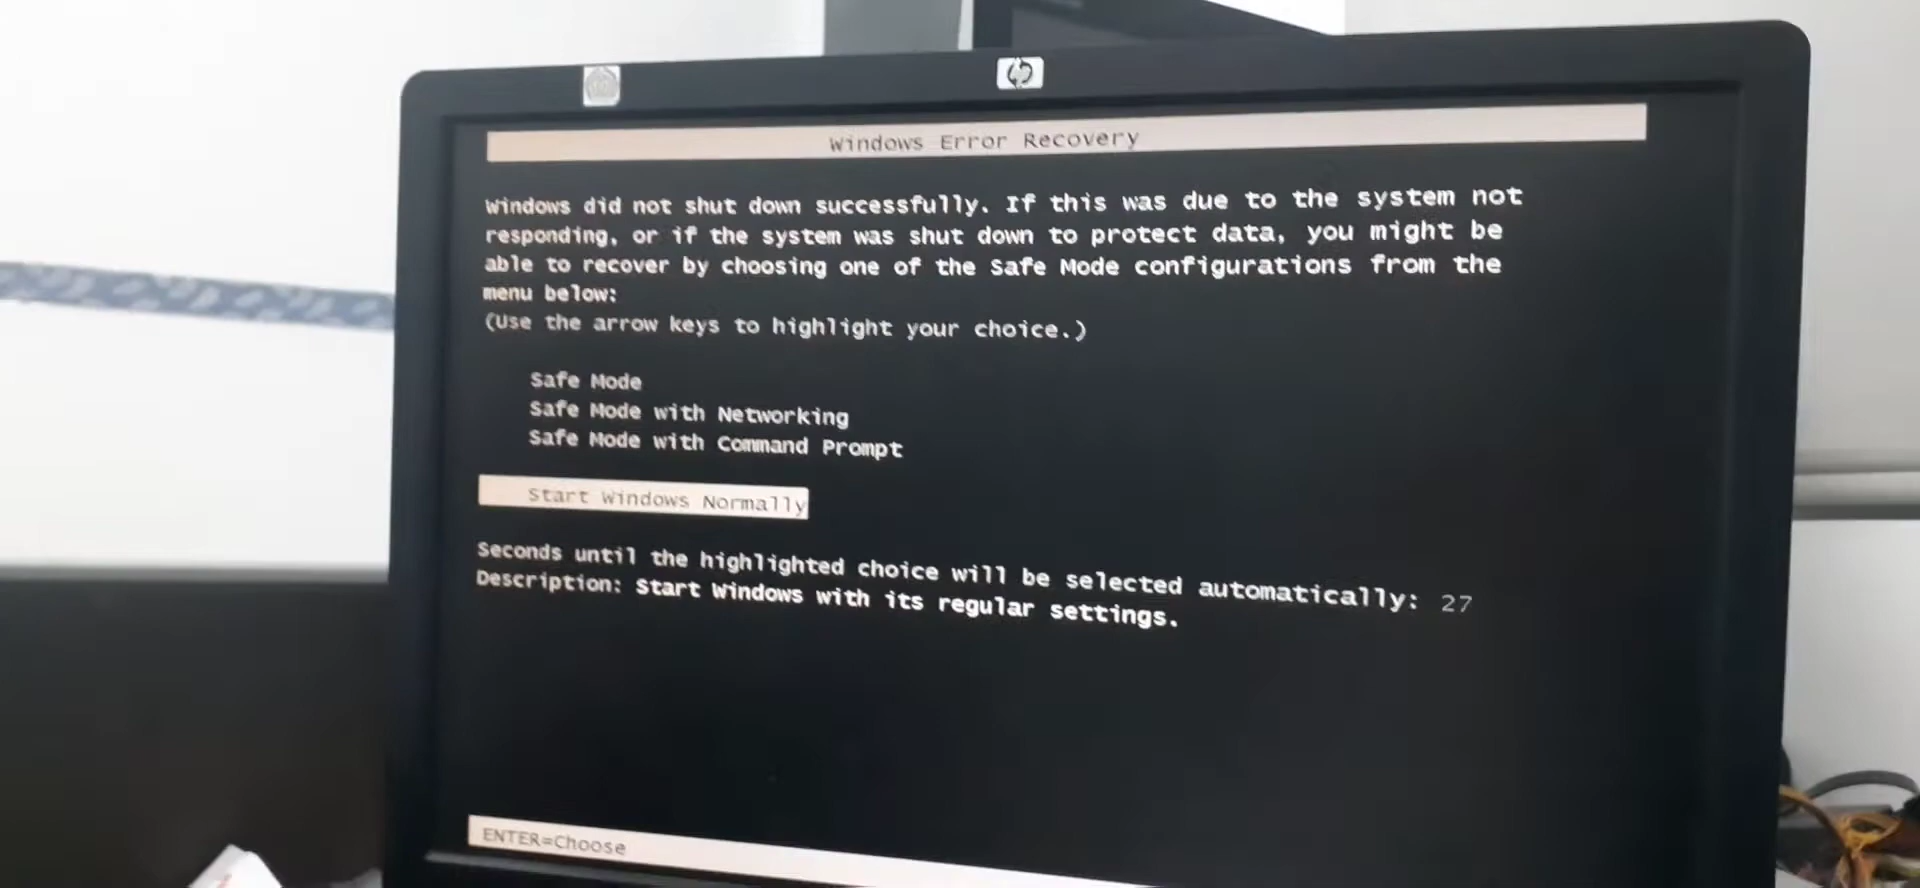 Windows Error Recovery
Windows did not shut down successfully. If this was due to the system not
responding, or if the system was shut down to protect data, you might be
able to recover by choosing one of the Safe Mode configurations from the
menu below:
(Use the arrow keys to highlight your choice.)
Safe Mode
Safe Mode with Networking
Safe Mode with Command Prompt
Start Windows Normally
Seconds until the highlighted choice will be selected automatically: 27
Description: Start Windows with its regular settings.
ENTER=Choose